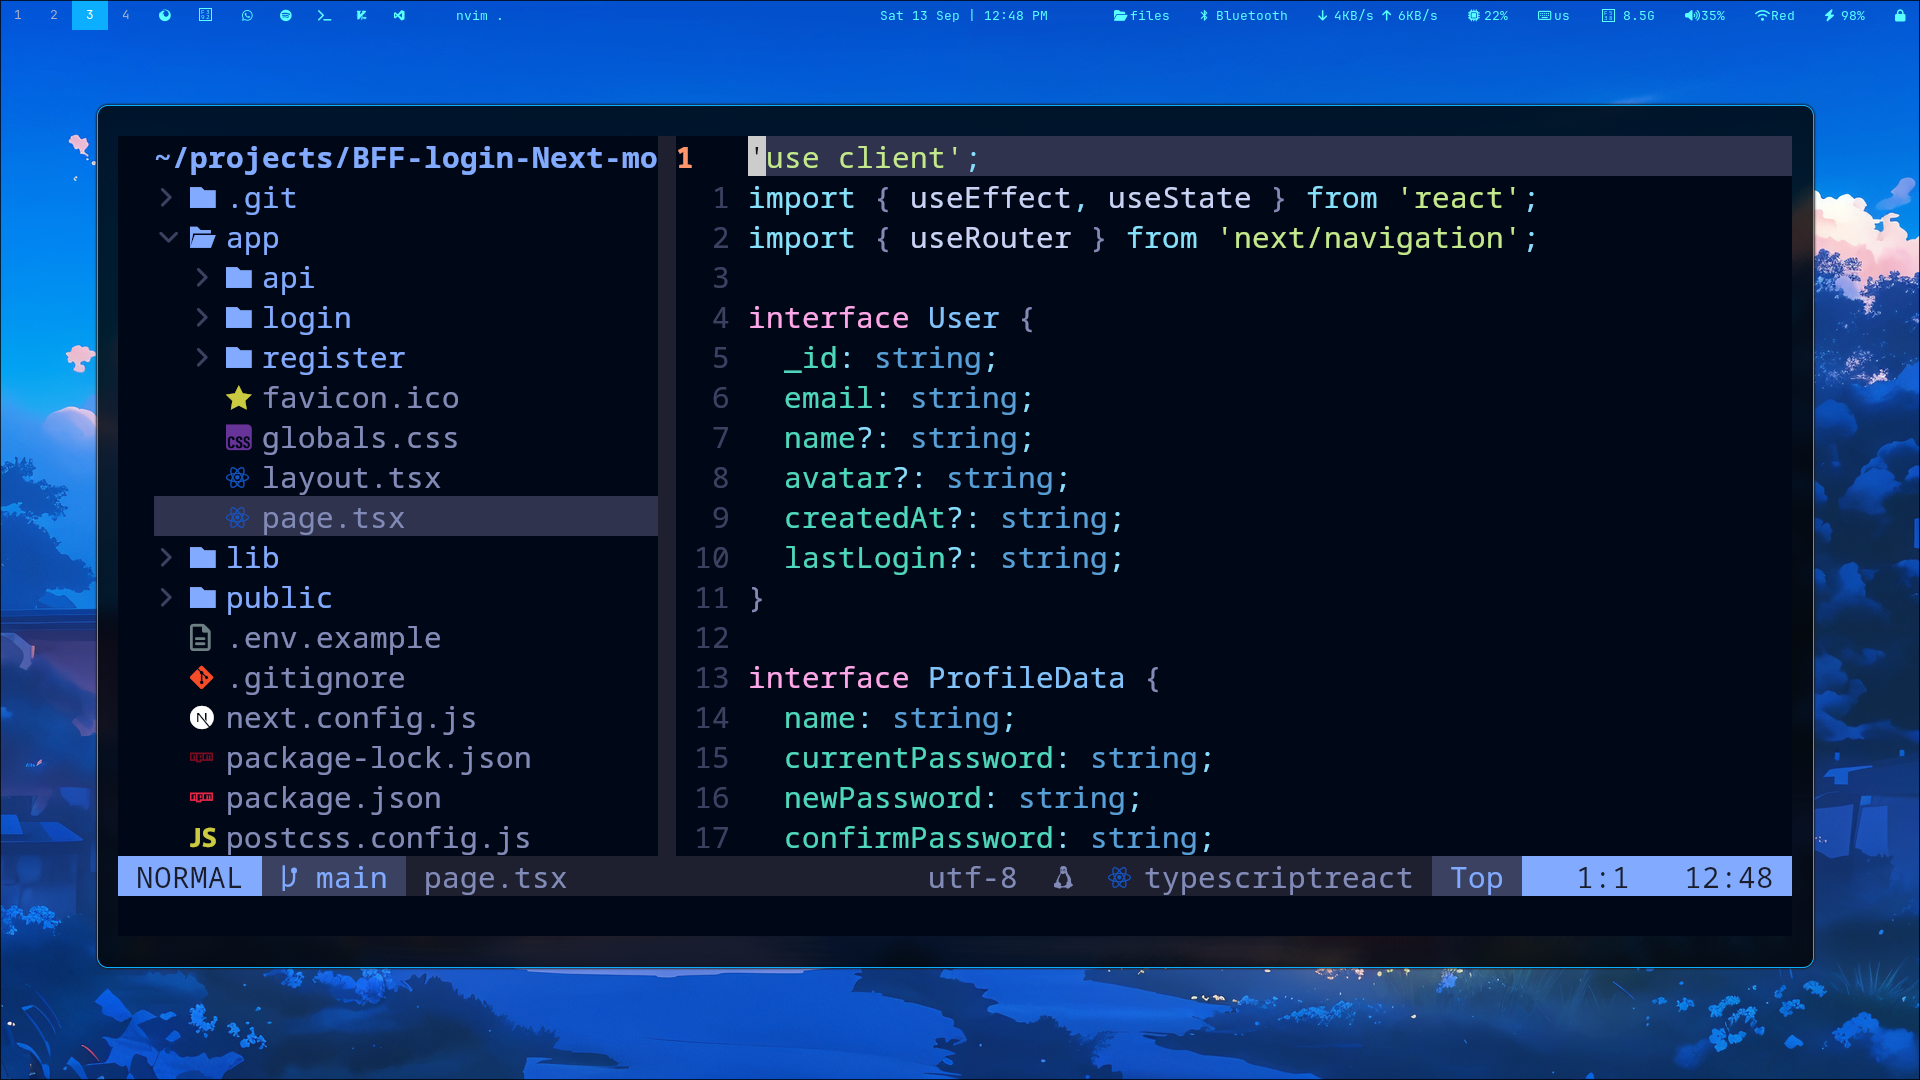 1 2 3 4 nvim . Sat 13 Sep | 12:48 PM files Bluetooth 4KB/s 6KB/s 22% us 8.5G 35% Red 98%
~/projects/BFF-login-Next-mo
.git
app
api
login
register
favicon.ico
CSS globals.css
layout.tsx
page.tsx
lib
public
.env.example
.gitignore
N next.config.js
npm package-lock.json
npm package.json
JS postcss.config.js
1 'use client';
1 import { useEffect, useState } from 'react';
2 import { useRouter } from 'next/navigation';
3
4 interface User {
5 _id: string;
6 email: string;
7 name?: string;
8 avatar?: string;
9 createdAt?: string;
10 lastLogin?: string;
11 }
12
13 interface ProfileData {
14 name: string;
15 currentPassword: string;
16 newPassword: string;
17 confirmPassword: string;
NORMAL main page.tsx utf-8 typescriptreact Top 1:1 12:48